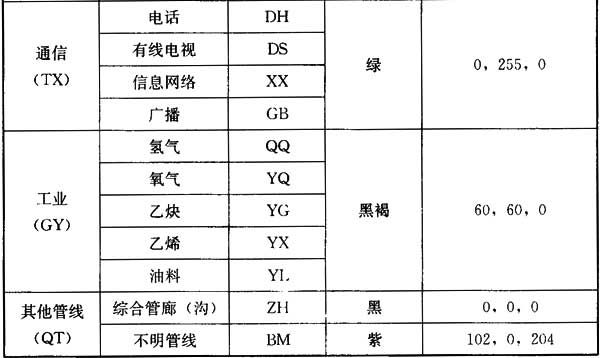 通信
（TX）
电话 DH
有线电视 DS
信息网络 XX
广播 GB
绿 0，255，0
工业
（GY）
氢气 QQ
氧气 YQ
乙炔 YG
乙烯 YX
油料 YL
黑褐 60，60，0
其他管线
（QT）
综合管廊（沟） ZH 黑 0，0，0
不明管线 BM 紫 102，0，204